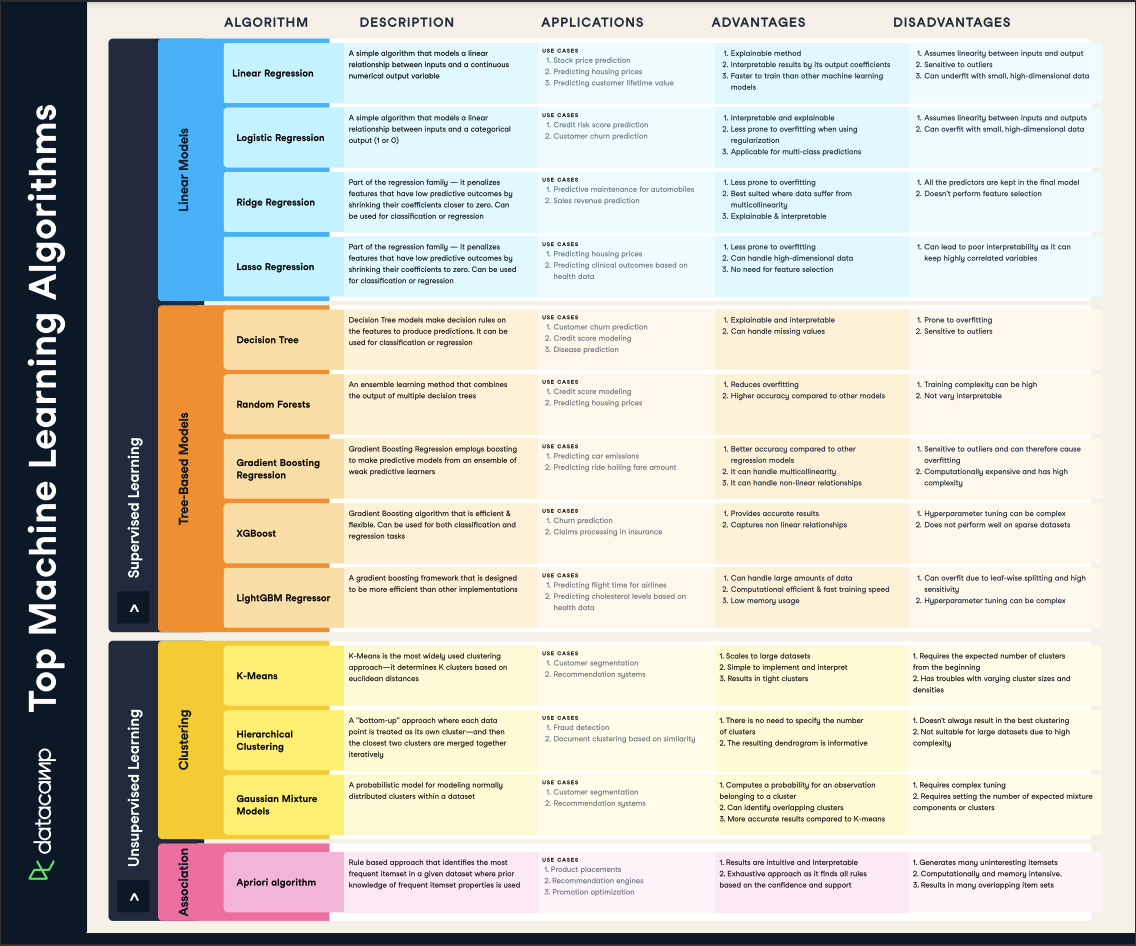 Top Machine Learning Algorithms
datacamp
ALGORITHM
DESCRIPTION
APPLICATIONS
ADVANTAGES
DISADVANTAGES
Supervised Learning
>
Linear Models
Linear Regression
A simple algorithm that models a linear
relationship between inputs and a continuous
numerical output variable
USE CASES
1. Stock price prediction
2. Predicting housing prices
3. Predicting customer lifetime value
1. Explainable method
2. Interpretable results by its output coefficients
3. Faster to train than other machine learning
models
1. Assumes linearity between inputs and output
2. Sensitive to outliers
3. Can underfit with small, high-dimensional data
Logistic Regression
A simple algorithm that models a linear
relationship between inputs and a categorical
output (1 or 0)
USE CASES
1. Credit risk score prediction
2. Customer churn prediction
1. Interpretable and explainable
2. Less prone to overfitting when using
regularization
3. Applicable for multi-class predictions
1. Assumes linearity between inputs and outputs
2. Can overfit with small, high-dimensional data
Ridge Regression
Part of the regression family — it penalizes
features that have low predictive outcomes by
shrinking their coefficients closer to zero. Can
be used for classification or regression
USE CASES
1. Predictive maintenance for automobiles
2. Sales revenue prediction
1. Less prone to overfitting
2. Best suited where data suffer from
multicollinearity
3. Explainable & interpretable
1. All the predictors are kept in the final model
2. Doesn't perform feature selection
Lasso Regression
Part of the regression family — it penalizes
features that have low predictive outcomes by
shrinking their coefficients to zero. Can be used
for classification or regression
USE CASES
1. Predicting housing prices
2. Predicting clinical outcomes based on
health data
1. Less prone to overfitting
2. Can handle high-dimensional data
3. No need for feature selection
1. Can lead to poor interpretability as it can
keep highly correlated variables
Tree-Based Models
Decision Tree
Decision Tree models make decision rules on
the features to produce predictions. It can be
used for classification or regression
USE CASES
1. Customer churn prediction
2. Credit score modeling
3. Disease prediction
1. Explainable and interpretable
2. Can handle missing values
1. Prone to overfitting
2. Sensitive to outliers
Random Forests
An ensemble learning method that combines
the output of multiple decision trees
USE CASES
1. Credit score modeling
2. Predicting housing prices
1. Reduces overfitting
2. Higher accuracy compared to other models
1. Training complexity can be high
2. Not very interpretable
Gradient Boosting
Regression
Gradient Boosting Regression employs boosting
to make predictive models from an ensemble of
weak predictive learners
USE CASES
1. Predicting car emissions
2. Predicting ride hailing fare amount
1. Better accuracy compared to other
regression models
2. It can handle multicollinearity
3. It can handle non-linear relationships
1. Sensitive to outliers and can therefore cause
overfitting
2. Computationally expensive and has high
complexity
XGBoost
Gradient Boosting algorithm that is efficient &
flexible. Can be used for both classification and
regression tasks
USE CASES
1. Churn prediction
2. Claims processing in insurance
1. Provides accurate results
2. Captures non linear relationships
1. Hyperparameter tuning can be complex
2. Does not perform well on sparse datasets
LightGBM Regressor
A gradient boosting framework that is designed
to be more efficient than other implementations
USE CASES
1. Predicting flight time for airlines
2. Predicting cholesterol levels based on
health data
1. Can handle large amounts of data
2. Computational efficient & fast training speed
3. Low memory usage
1. Can overfit due to leaf-wise splitting and high
sensitivity
2. Hyperparameter tuning can be complex
Unsupervised Learning
>
Clustering
K-Means
K-Means is the most widely used clustering
approach—it determines K clusters based on
euclidean distances
USE CASES
1. Customer segmentation
2. Recommendation systems
1. Scales to large datasets
2. Simple to implement and interpret
3. Results in tight clusters
1. Requires the expected number of clusters
from the beginning
2. Has troubles with varying cluster sizes and
densities
Hierarchical
Clustering
A "bottom-up" approach where each data
point is treated as its own cluster—and then
the closest two clusters are merged together
iteratively
USE CASES
1. Fraud detection
2. Document clustering based on similarity
1. There is no need to specify the number
of clusters
2. The resulting dendrogram is informative
1. Doesn't always result in the best clustering
2. Not suitable for large datasets due to high
complexity
Gaussian Mixture
Models
A probabilistic model for modeling normally
distributed clusters within a dataset
USE CASES
1. Customer segmentation
2. Recommendation systems
1. Computes a probability for an observation
belonging to a cluster
2. Can identify overlapping clusters
3. More accurate results compared to K-means
1. Requires complex tuning
2. Requires setting the number of expected mixture
components or clusters
Association
Apriori algorithm
Rule based approach that identifies the most
frequent itemset in a given dataset where prior
knowledge of frequent itemset properties is used
USE CASES
1. Product placements
2. Recommendation engines
3. Promotion optimization
1. Results are intuitive and Interpretable
2. Exhaustive approach as it finds all rules
based on the confidence and support
1. Generates many uninteresting itemsets
2. Computationally and memory intensive.
3. Results in many overlapping item sets